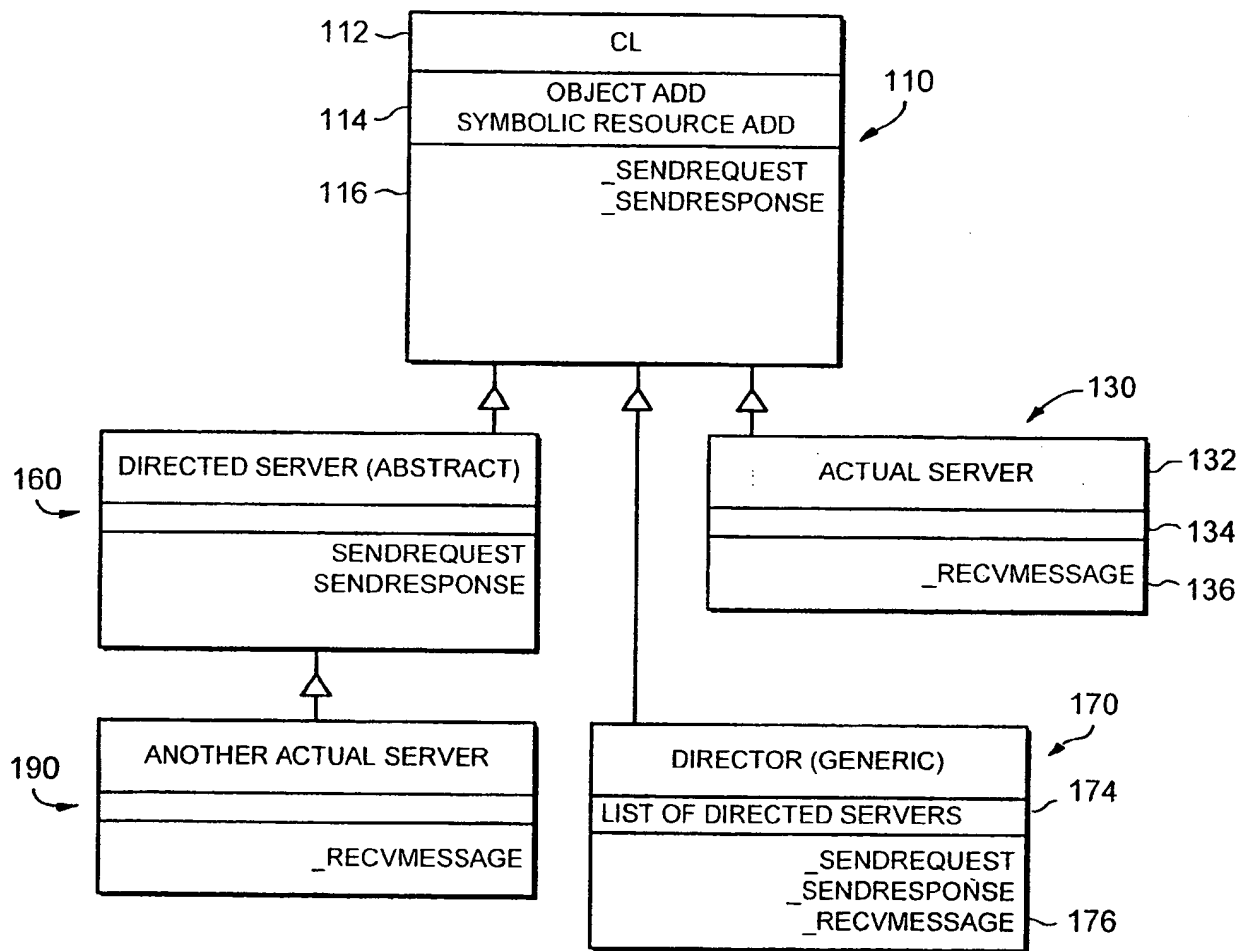 112
CL
110
114
OBJECT ADD
SYMBOLIC RESOURCE ADD
116
_SENDREQUEST
_SENDRESPONSE
130
160
DIRECTED SERVER (ABSTRACT)
SENDREQUEST
SENDRESPONSE
ACTUAL SERVER
132
134
_RECVMESSAGE
136
190
ANOTHER ACTUAL SERVER
_RECVMESSAGE
170
DIRECTOR (GENERIC)
174
LIST OF DIRECTED SERVERS
_SENDREQUEST
_SENDRESPONSE
_RECVMESSAGE
176